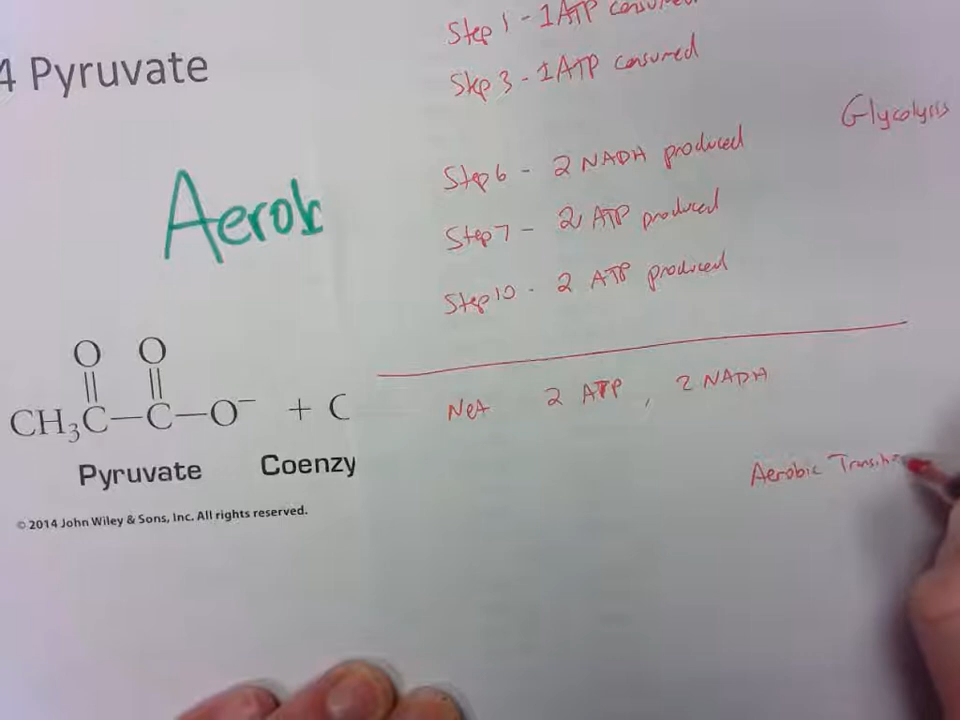 4 Pyruvate
Aerob
O O
CH₃C—C—O⁻ + C
Pyruvate Coenzy
© 2014 John Wiley & Sons, Inc. All rights reserved.
Step 1 - 1 ATP consumed
Step 3 - 1 ATP consumed
Glycolysis
Step 6 - 2 NADH produced
Step 7 - 2 ATP produced
Step 10 - 2 ATP produced
Net 2 ATP, 2 NADH
Aerobic Transitio